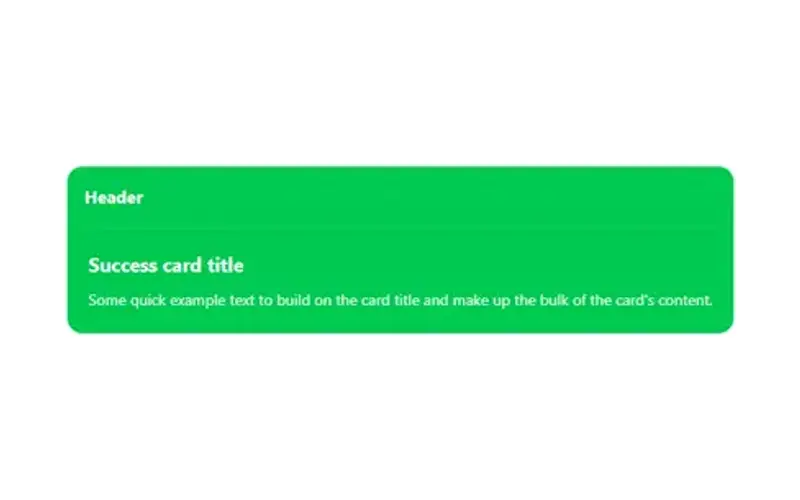 Header
Success card title
Some quick example text to build on the card title and make up the bulk of the card's content.